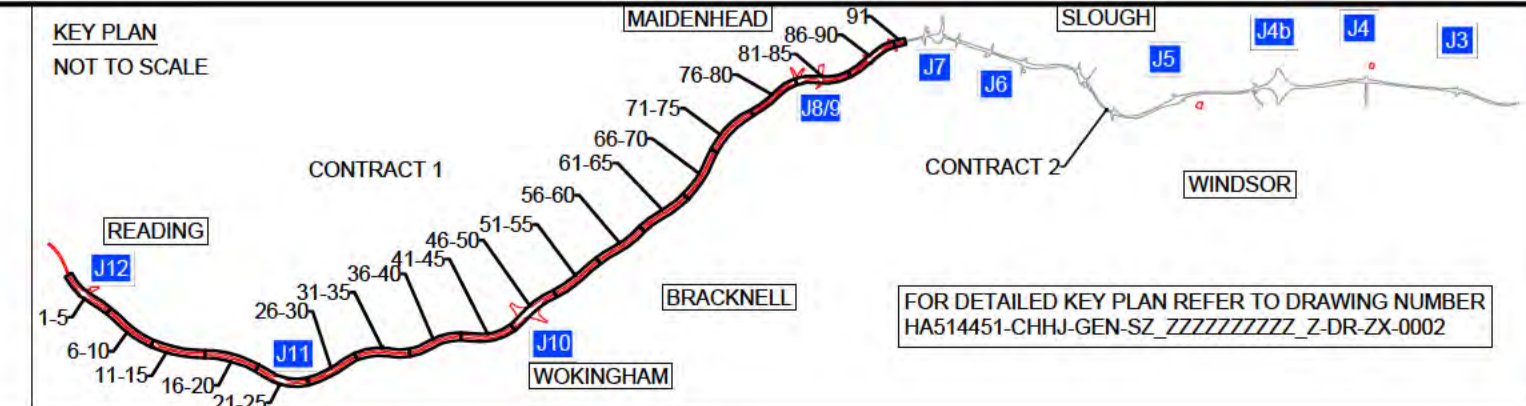 KEY PLAN
NOT TO SCALE
MAIDENHEAD
91
SLOUGH
86-90
81-85
76-80
71-75
66-70
61-65
56-60
51-55
46-50
41-45
36-40
31-35
26-30
J7
J6
J5
J4b
J4
J3
J8/9
CONTRACT 1
CONTRACT 2
WINDSOR
READING
J12
1-5
6-10
11-15
16-20
21-25
J11
J10
WOKINGHAM
BRACKNELL
FOR DETAILED KEY PLAN REFER TO DRAWING NUMBER
HA514451-CHHJ-GEN-SZ_ZZZZZZZZZZ_Z-DR-ZX-0002